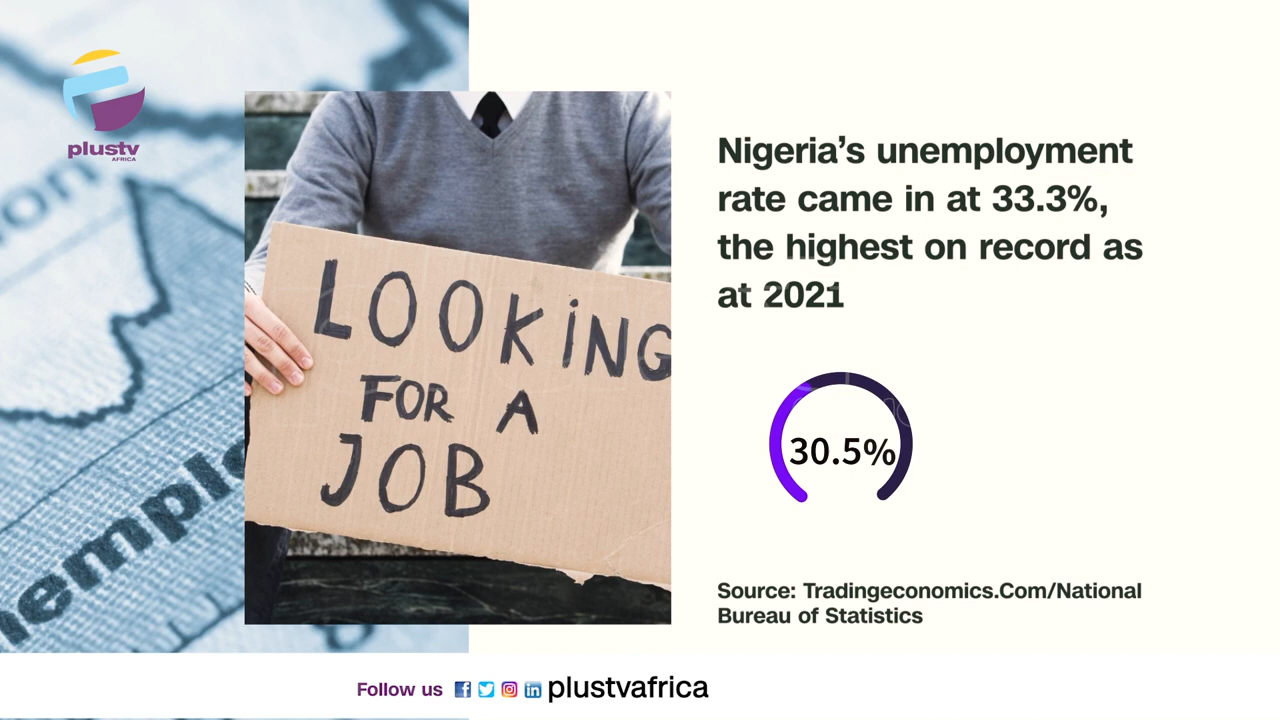 plustv
AFRICA
LOOKING
FOR A
JOB
Nigeria’s unemployment
rate came in at 33.3%,
the highest on record as
at 2021
30.5%
Source: Tradingeconomics.Com/National
Bureau of Statistics
Follow us plustvafrica